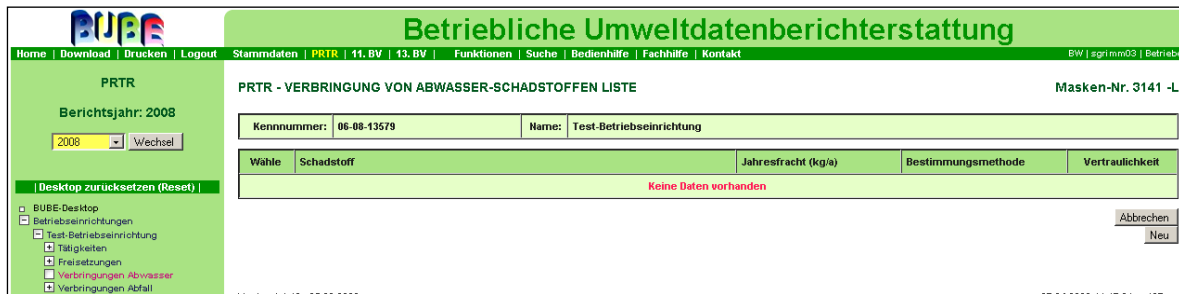 BUBE
Betriebliche Umweltdatenberichterstattung
Home | Download | Drucken | Logout
Stammdaten | PRTR | 11. BV | 13. BV | Funktionen | Suche | Bedienhilfe | Fachhilfe | Kontakt
BW | sgrimm03 | Betriebe
PRTR
Berichtsjahr: 2008
2008 Wechsel
|Desktop zurücksetzen (Reset) |
BUBE-Desktop
Betriebseinrichtungen
Test-Betriebseinrichtung
Tätigkeiten
Freisetzungen
Verbringungen Abwasser
Verbringungen Abfall
PRTR - VERBRINGUNG VON ABWASSER-SCHADSTOFFEN LISTE
Masken-Nr. 3141 -L
Kennnummer: 06-08-13579 Name: Test-Betriebseinrichtung
Wähle Schadstoff Jahresfracht (kg/a) Bestimmungsmethode Vertraulichkeit
Keine Daten vorhanden
Abbrechen
Neu